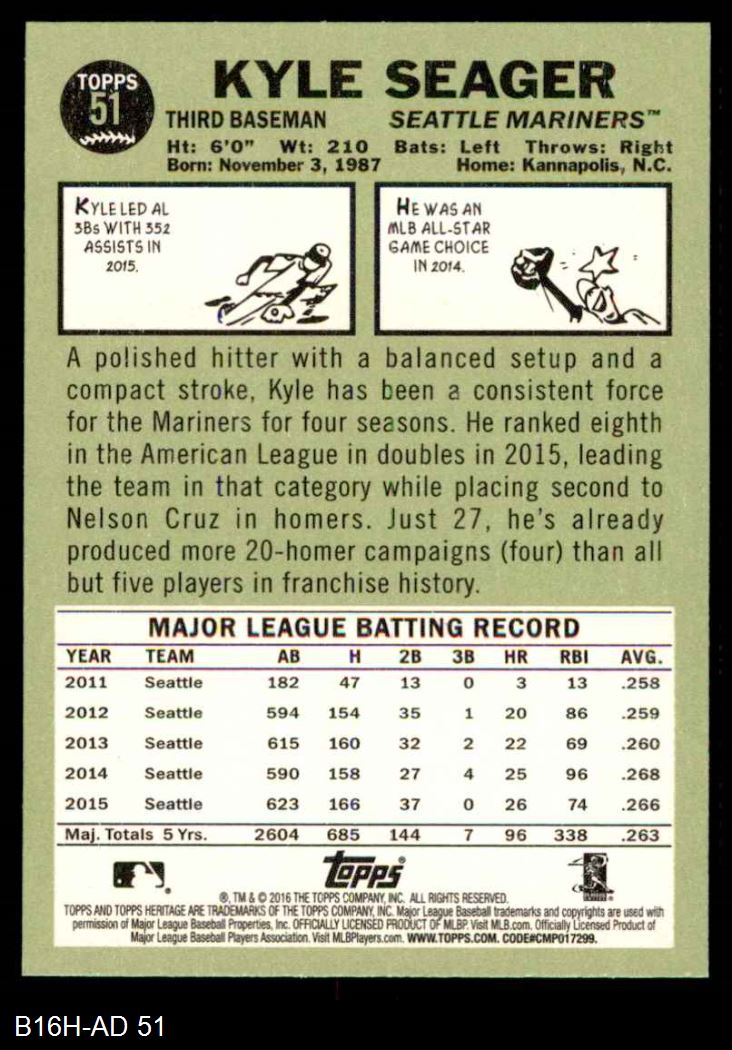 TOPPS
51
KYLE SEAGER
THIRD BASEMAN SEATTLE MARINERS™
Ht: 6'0" Wt: 210 Bats: Left Throws: Right
Born: November 3, 1987 Home: Kannapolis, N.C.
KYLE LED AL
3Bs WITH 352
ASSISTS IN
2015.
HE WAS AN
MLB ALL-STAR
GAME CHOICE
IN 2014.
A polished hitter with a balanced setup and a
compact stroke, Kyle has been a consistent force
for the Mariners for four seasons. He ranked eighth
in the American League in doubles in 2015, leading
the team in that category while placing second to
Nelson Cruz in homers. Just 27, he's already
produced more 20-homer campaigns (four) than all
but five players in franchise history.
MAJOR LEAGUE BATTING RECORD
YEAR TEAM AB H 2B 3B HR RBI AVG.
2011 Seattle 182 47 13 0 3 13 .258
2012 Seattle 594 154 35 1 20 86 .259
2013 Seattle 615 160 32 2 22 69 .260
2014 Seattle 590 158 27 4 25 96 .268
2015 Seattle 623 166 37 0 26 74 .266
Maj. Totals 5 Yrs. 2604 685 144 7 96 338 .263
Topps®
®, TM & © 2016 THE TOPPS COMPANY, INC. ALL RIGHTS RESERVED.
TOPPS AND TOPPS HERITAGE ARE TRADEMARKS OF THE TOPPS COMPANY, INC. Major League Baseball trademarks and copyrights are used with
permission of Major League Baseball Properties, Inc. OFFICIALLY LICENSED PRODUCT OF MLBP. Visit MLB.com. Officially Licensed Product of
Major League Baseball Players Association. Visit MLBPlayers.com. WWW.TOPPS.COM. CODE#CMP017299.
B16H-AD 51